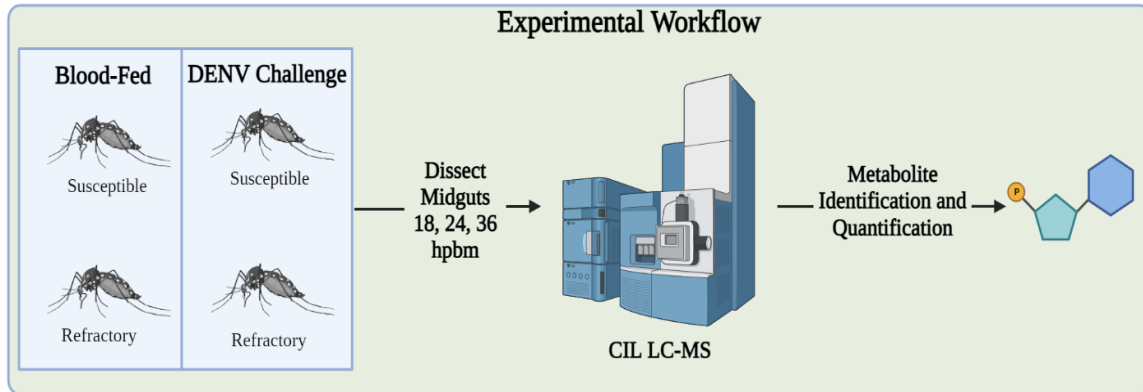 Experimental Workflow
Blood-Fed
DENV Challenge
Susceptible
Susceptible
Refractory
Refractory
Dissect
Midguts
18, 24, 36
hpbm
CIL LC-MS
Metabolite
Identification and
Quantification
P